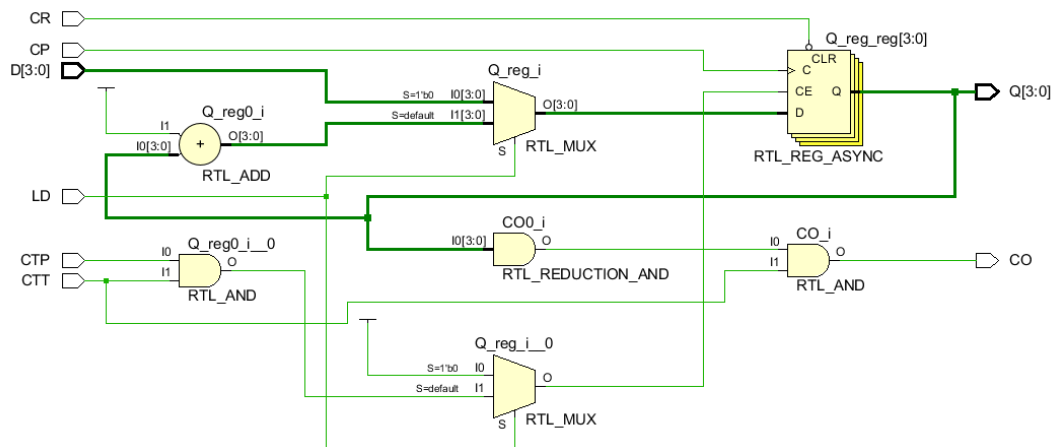 CR
CP
D[3:0]
Q_reg_reg[3:0]
CLR
C
CE
Q
D
RTL_REG_ASYNC
Q[3:0]
Q_reg_i
S=1'b0
I0[3:0]
S=default
I1[3:0]
O[3:0]
S
RTL_MUX
Q_reg0_i
I1
I0[3:0]
+
O[3:0]
RTL_ADD
LD
CTP
CTT
Q_reg0_i__0
I0
I1
O
RTL_AND
CO0_i
I0[3:0]
O
RTL_REDUCTION_AND
CO_i
I0
I1
O
RTL_AND
CO
Q_reg_i__0
S=1'b0
I0
S=default
I1
O
S
RTL_MUX